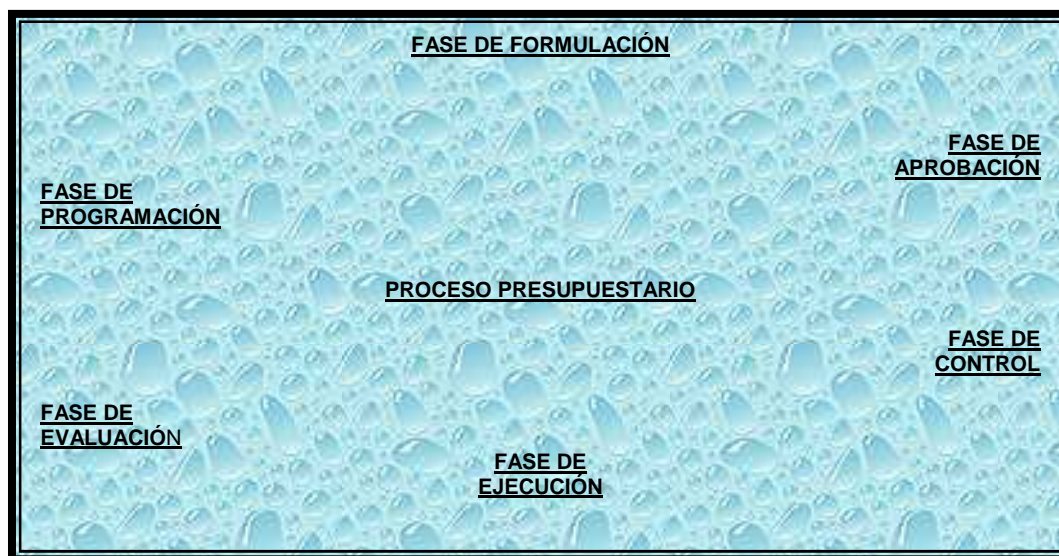 FASE DE FORMULACIÓN
FASE DE
APROBACIÓN
FASE DE
PROGRAMACIÓN
PROCESO PRESUPUESTARIO
FASE DE
CONTROL
FASE DE
EVALUACIÓN
FASE DE
EJECUCIÓN